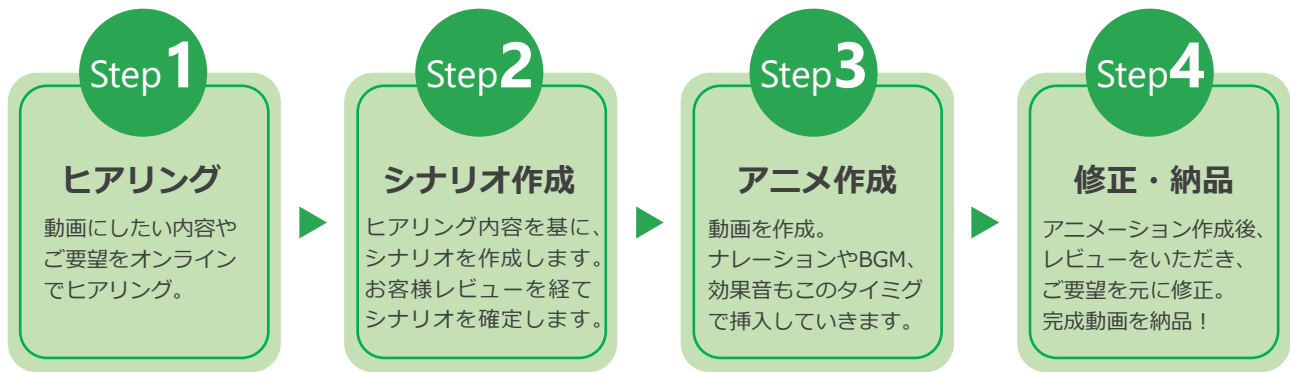 Step1
ヒアリング
動画にしたい内容や
ご要望をオンライン
でヒアリング。
Step2
シナリオ作成
ヒアリング内容を基に、
シナリオを作成します。
お客様レビューを経て
シナリオを確定します。
Step3
アニメ作成
動画を作成。
ナレーションやBGM、
効果音もこのタイミグ
で挿入していきます。
Step4
修正・納品
アニメーション作成後、
レビューをいただき、
ご要望を元に修正。
完成動画を納品！